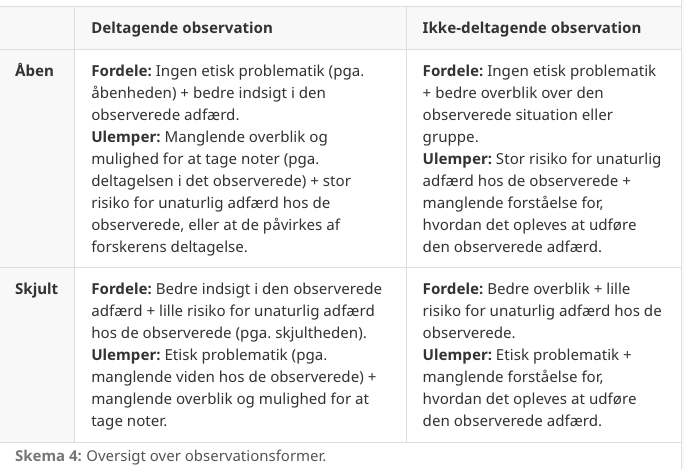 Deltagende observation
Ikke-deltagende observation
Åben
Fordele: Ingen etisk problematik (pga.
åbenheden) + bedre indsigt i den
observerede adfærd.
Ulemper: Manglende overblik og
mulighed for at tage noter (pga.
deltagelsen i det observerede) + stor
risiko for unaturlig adfærd hos de
observerede, eller at de påvirkes af
forskerens deltagelse.
Fordele: Ingen etisk problematik
+ bedre overblik over den
observerede situation eller
gruppe.
Ulemper: Stor risiko for unaturlig
adfærd hos de observerede +
manglende forståelse for,
hvordan det opleves at udføre
den observerede adfærd.
Skjult
Fordele: Bedre indsigt i den observerede
adfærd + lille risiko for unaturlig adfærd
hos de observerede (pga. skjultheden).
Ulemper: Etisk problematik (pga.
manglende viden hos de observerede) +
manglende overblik og mulighed for at
tage noter.
Fordele: Bedre overblik + lille
risiko for unaturlig adfærd hos de
observerede.
Ulemper: Etisk problematik +
manglende forståelse for,
hvordan det opleves at udføre
den observerede adfærd.
Skema 4: Oversigt over observationsformer.